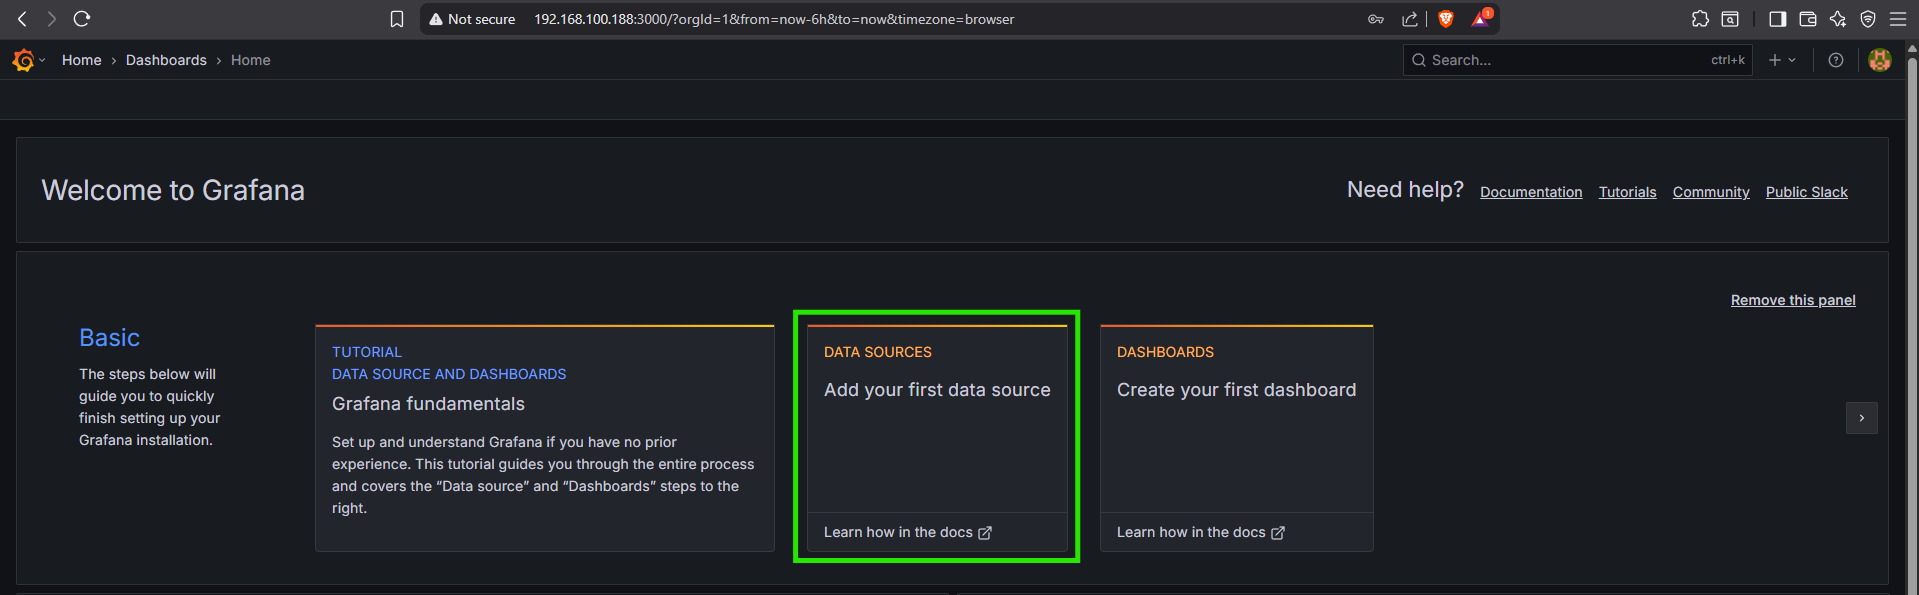 Not secure 192.168.100.188:3000/?orgId=1&from=now-6h&to=now&timezone=browser 1
Home › Dashboards › Home Search... ctrl+k
Welcome to Grafana
Need help? Documentation Tutorials Community Public Slack
Remove this panel
Basic
The steps below will
guide you to quickly
finish setting up your
Grafana installation.
TUTORIAL
DATA SOURCE AND DASHBOARDS
Grafana fundamentals
Set up and understand Grafana if you have no prior
experience. This tutorial guides you through the entire process
and covers the “Data source” and “Dashboards” steps to the
right.
DATA SOURCES
Add your first data source
Learn how in the docs
DASHBOARDS
Create your first dashboard
Learn how in the docs